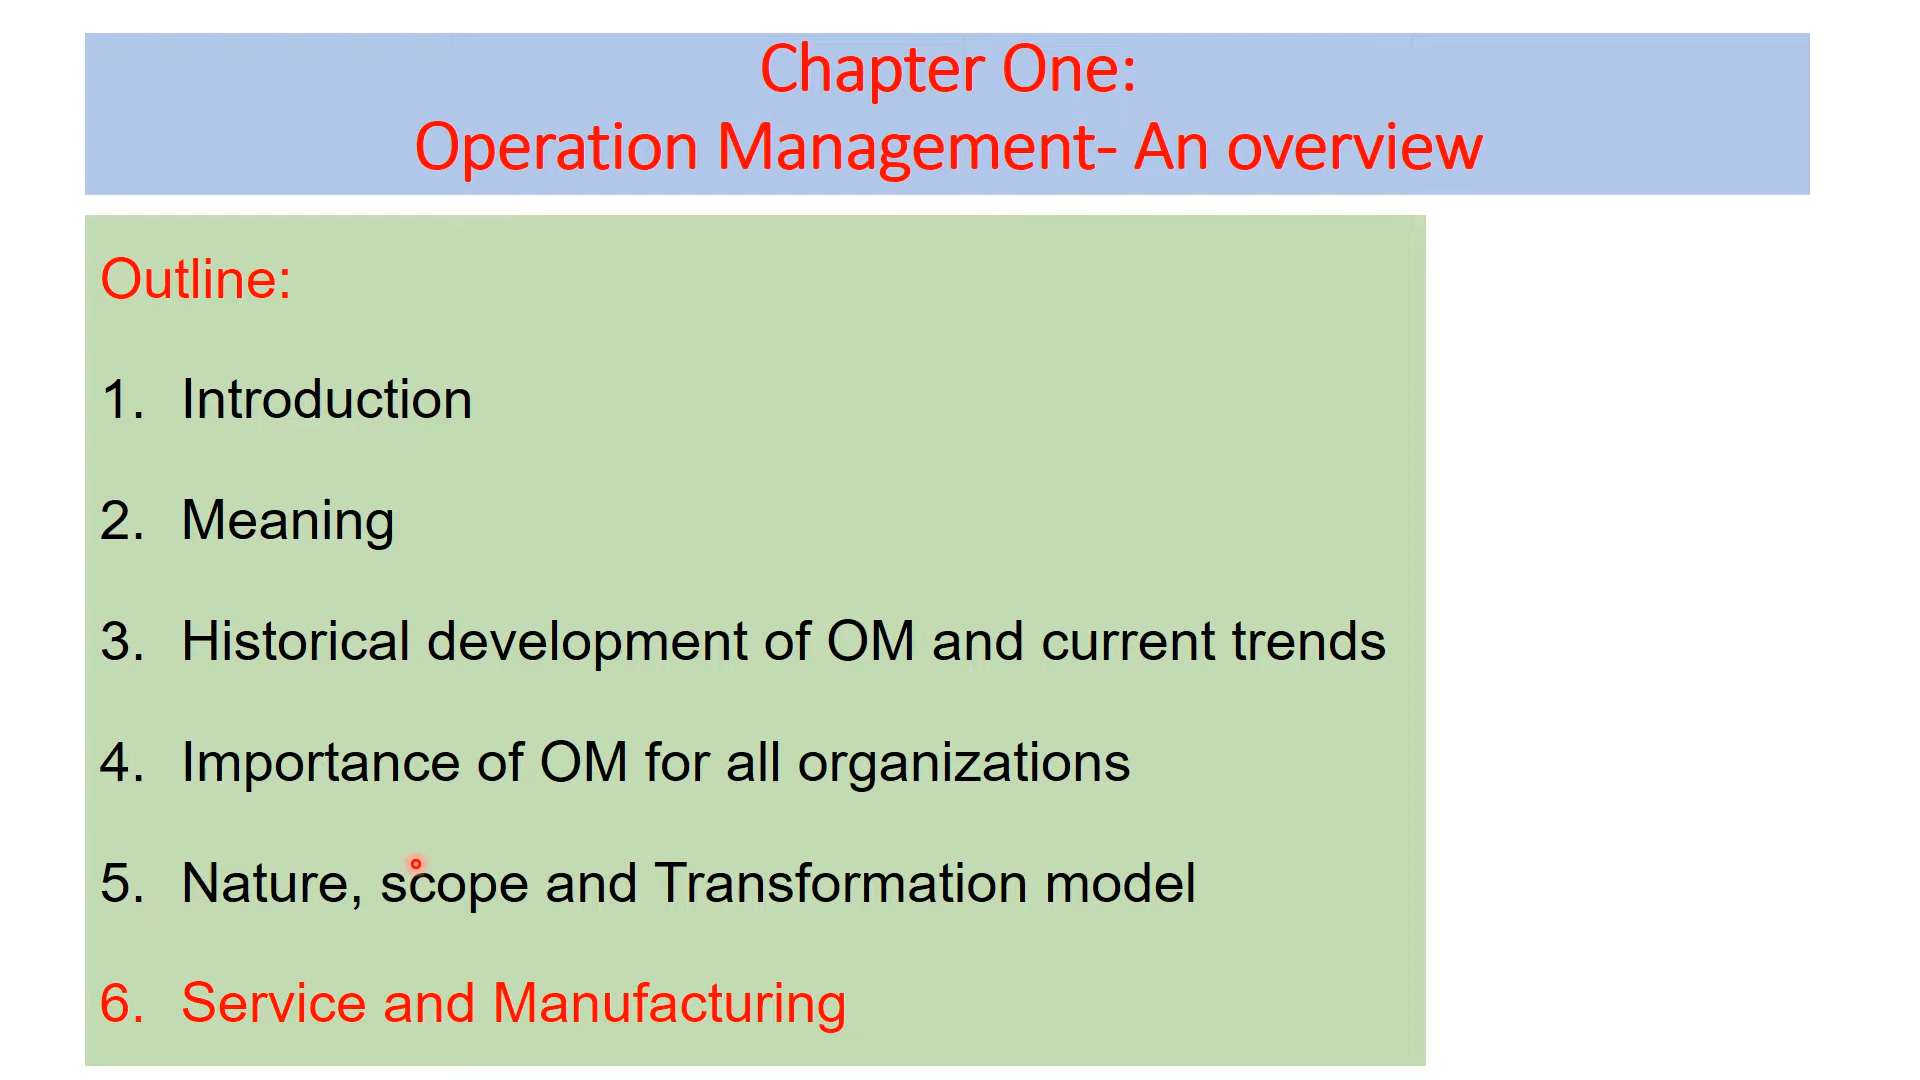 Chapter One:
Operation Management- An overview
Outline:
1. Introduction
2. Meaning
3. Historical development of OM and current trends
4. Importance of OM for all organizations
5. Nature, scope and Transformation model
6. Service and Manufacturing